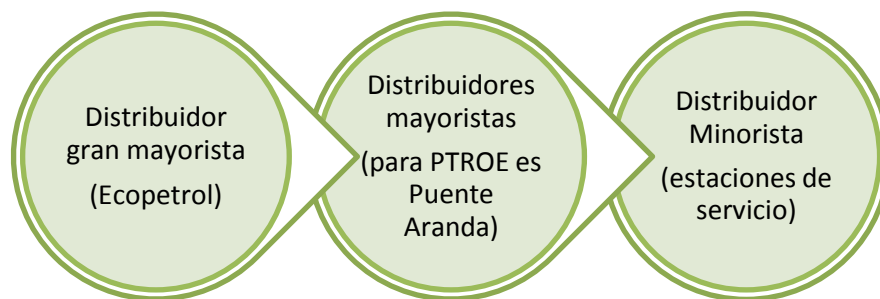 Distribuidor
gran mayorista
(Ecopetrol)
Distribuidores
mayoristas
(para PTROE es
Puente
Aranda)
Distribuidor
Minorista
(estaciones de
servicio)